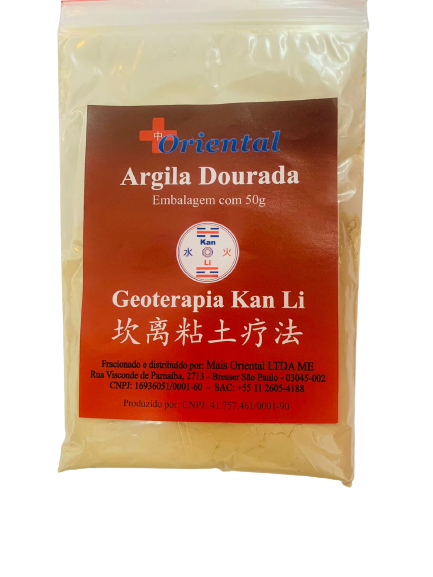 中
Oriental
Argila Dourada
Embalagem com 50g
Kan
水 火
Li
Geoterapia Kan Li
坎离粘土疗法
Fracionado e distribuído por: Mais Oriental LTDA ME
Rua Visconde de Parnaíba, 2713 - Bresser São Paulo - 03045-002
CNPJ: 16936051/0001-60 - SAC: +55 11 2605-4188
Produzido por: CNPJ: 41.757.461/0001-90